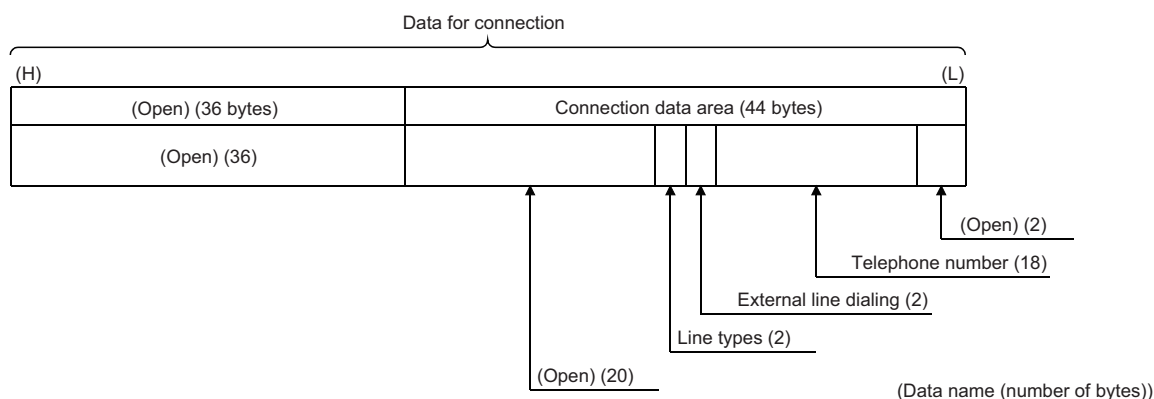 Data for connection
(H)
(L)
(Open) (36 bytes)
Connection data area (44 bytes)
(Open) (36)
(Open) (2)
Telephone number (18)
External line dialing (2)
Line types (2)
(Open) (20)
(Data name (number of bytes))